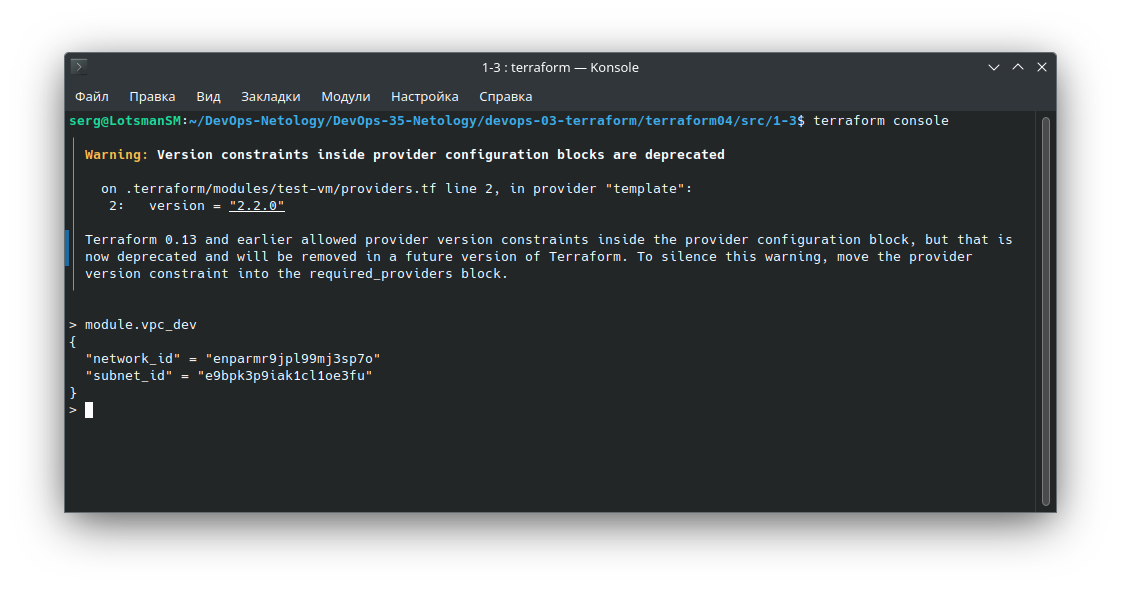 1-3 : terraform — Konsole
Файл Правка Вид Закладки Модули Настройка Справка
serg@LotsmanSM:~/DevOps-Netology/DevOps-35-Netology/devops-03-terraform/terraform04/src/1-3$ terraform console
Warning: Version constraints inside provider configuration blocks are deprecated
on .terraform/modules/test-vm/providers.tf line 2, in provider "template":
2:   version = "2.2.0"
Terraform 0.13 and earlier allowed provider version constraints inside the provider configuration block, but that is
now deprecated and will be removed in a future version of Terraform. To silence this warning, move the provider
version constraint into the required_providers block.
> module.vpc_dev
{
  "network_id" = "enparmr9jpl99mj3sp7o"
  "subnet_id" = "e9bpk3p9iak1cl1oe3fu"
}
>